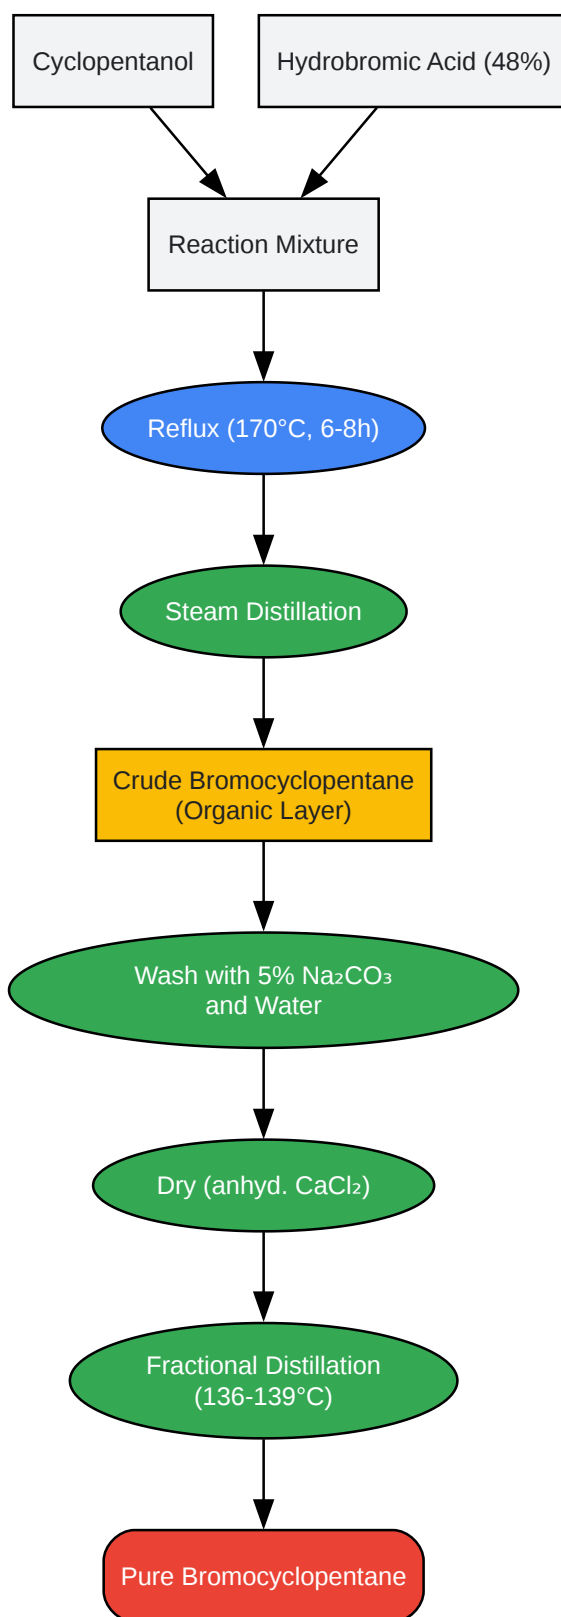 Cyclopentanol
Hydrobromic Acid (48%)
Reaction Mixture
Reflux (170°C, 6-8h)
Steam Distillation
Crude Bromocyclopentane
(Organic Layer)
Wash with 5% Na₂CO₃
and Water
Dry (anhyd. CaCl₂)
Fractional Distillation
(136-139°C)
Pure Bromocyclopentane